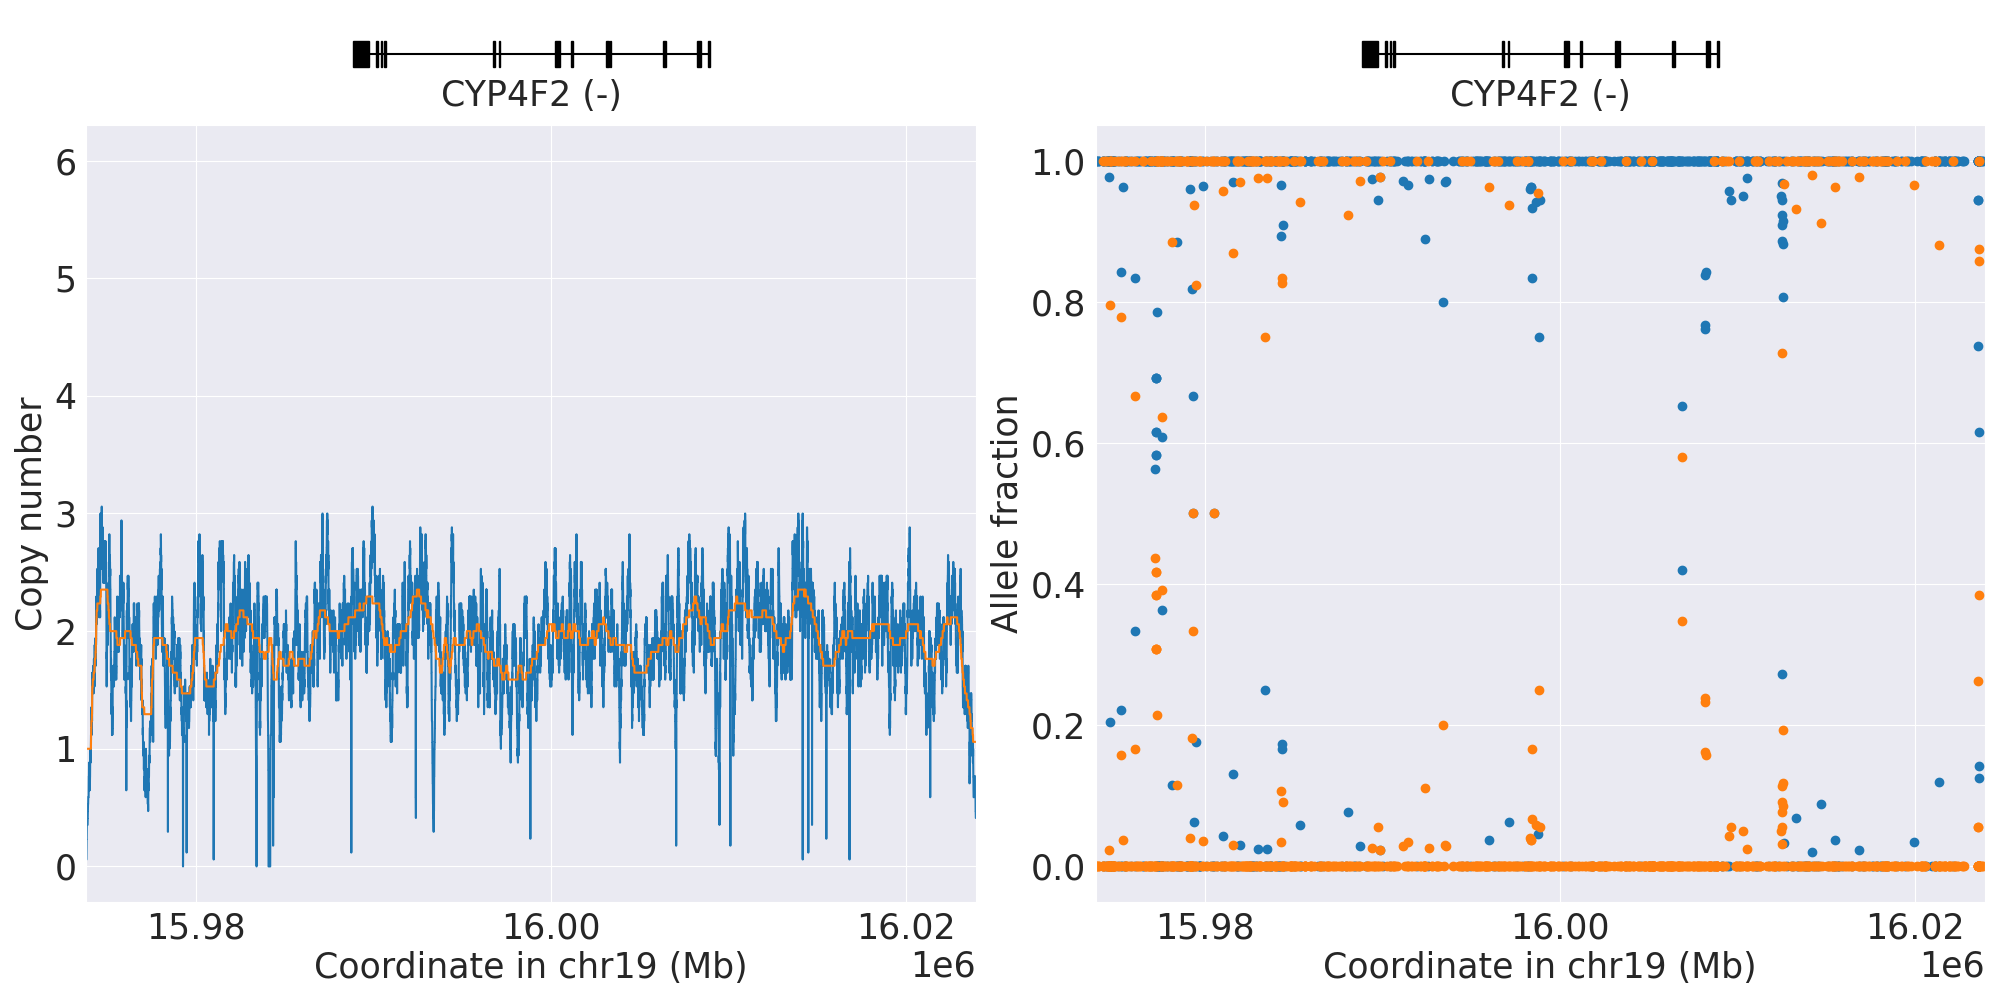 CYP4F2 (-)
6
5
4
3
2
1
0
Copy number
15.98
16.00
16.02
Coordinate in chr19 (Mb)
1e6
CYP4F2 (-)
1.0
0.8
0.6
0.4
0.2
0.0
Allele fraction
15.98
16.00
16.02
Coordinate in chr19 (Mb)
1e6